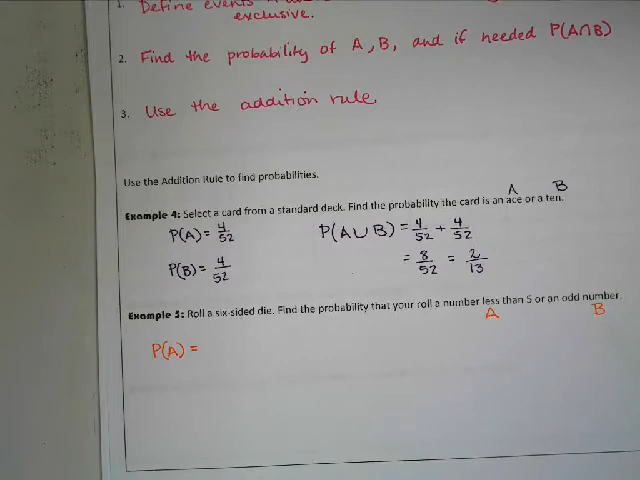 1. Define events
exclusive.
2. Find the probability of A, B, and if needed P(A∩B)
3. Use the addition rule.
Use the Addition Rule to find probabilities.
A B
Example 4: Select a card from a standard deck. Find the probability the card is an ace or a ten.
P(A) = 4/52 P(A∪B) = 4/52 + 4/52
P(B) = 4/52 = 8/52 = 2/13
Example 5: Roll a six-sided die. Find the probability that your roll a number less than 5 or an odd number.
A B
P(A) =